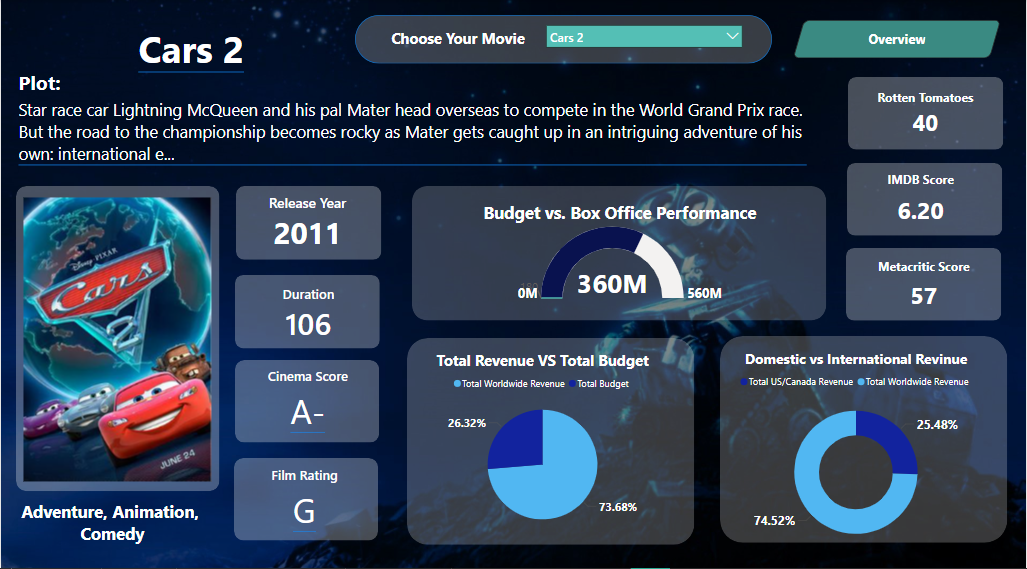 Cars 2
Choose Your Movie
Cars 2
Overview
Plot:
Star race car Lightning McQueen and his pal Mater head overseas to compete in the World Grand Prix race.
But the road to the championship becomes rocky as Mater gets caught up in an intriguing adventure of his
own: international e...
Rotten Tomatoes
40
IMDB Score
6.20
Metacritic Score
57
DISNEY PIXAR
Cars
2
JUNE 24
Adventure, Animation,
Comedy
Release Year
2011
Duration
106
Cinema Score
A-
Film Rating
G
Budget vs. Box Office Performance
0M
360M
560M
Total Revenue VS Total Budget
Total Worldwide Revenue Total Budget
26.32%
73.68%
Domestic vs International Revinue
Total US/Canada Revenue Total Worldwide Revenue
25.48%
74.52%